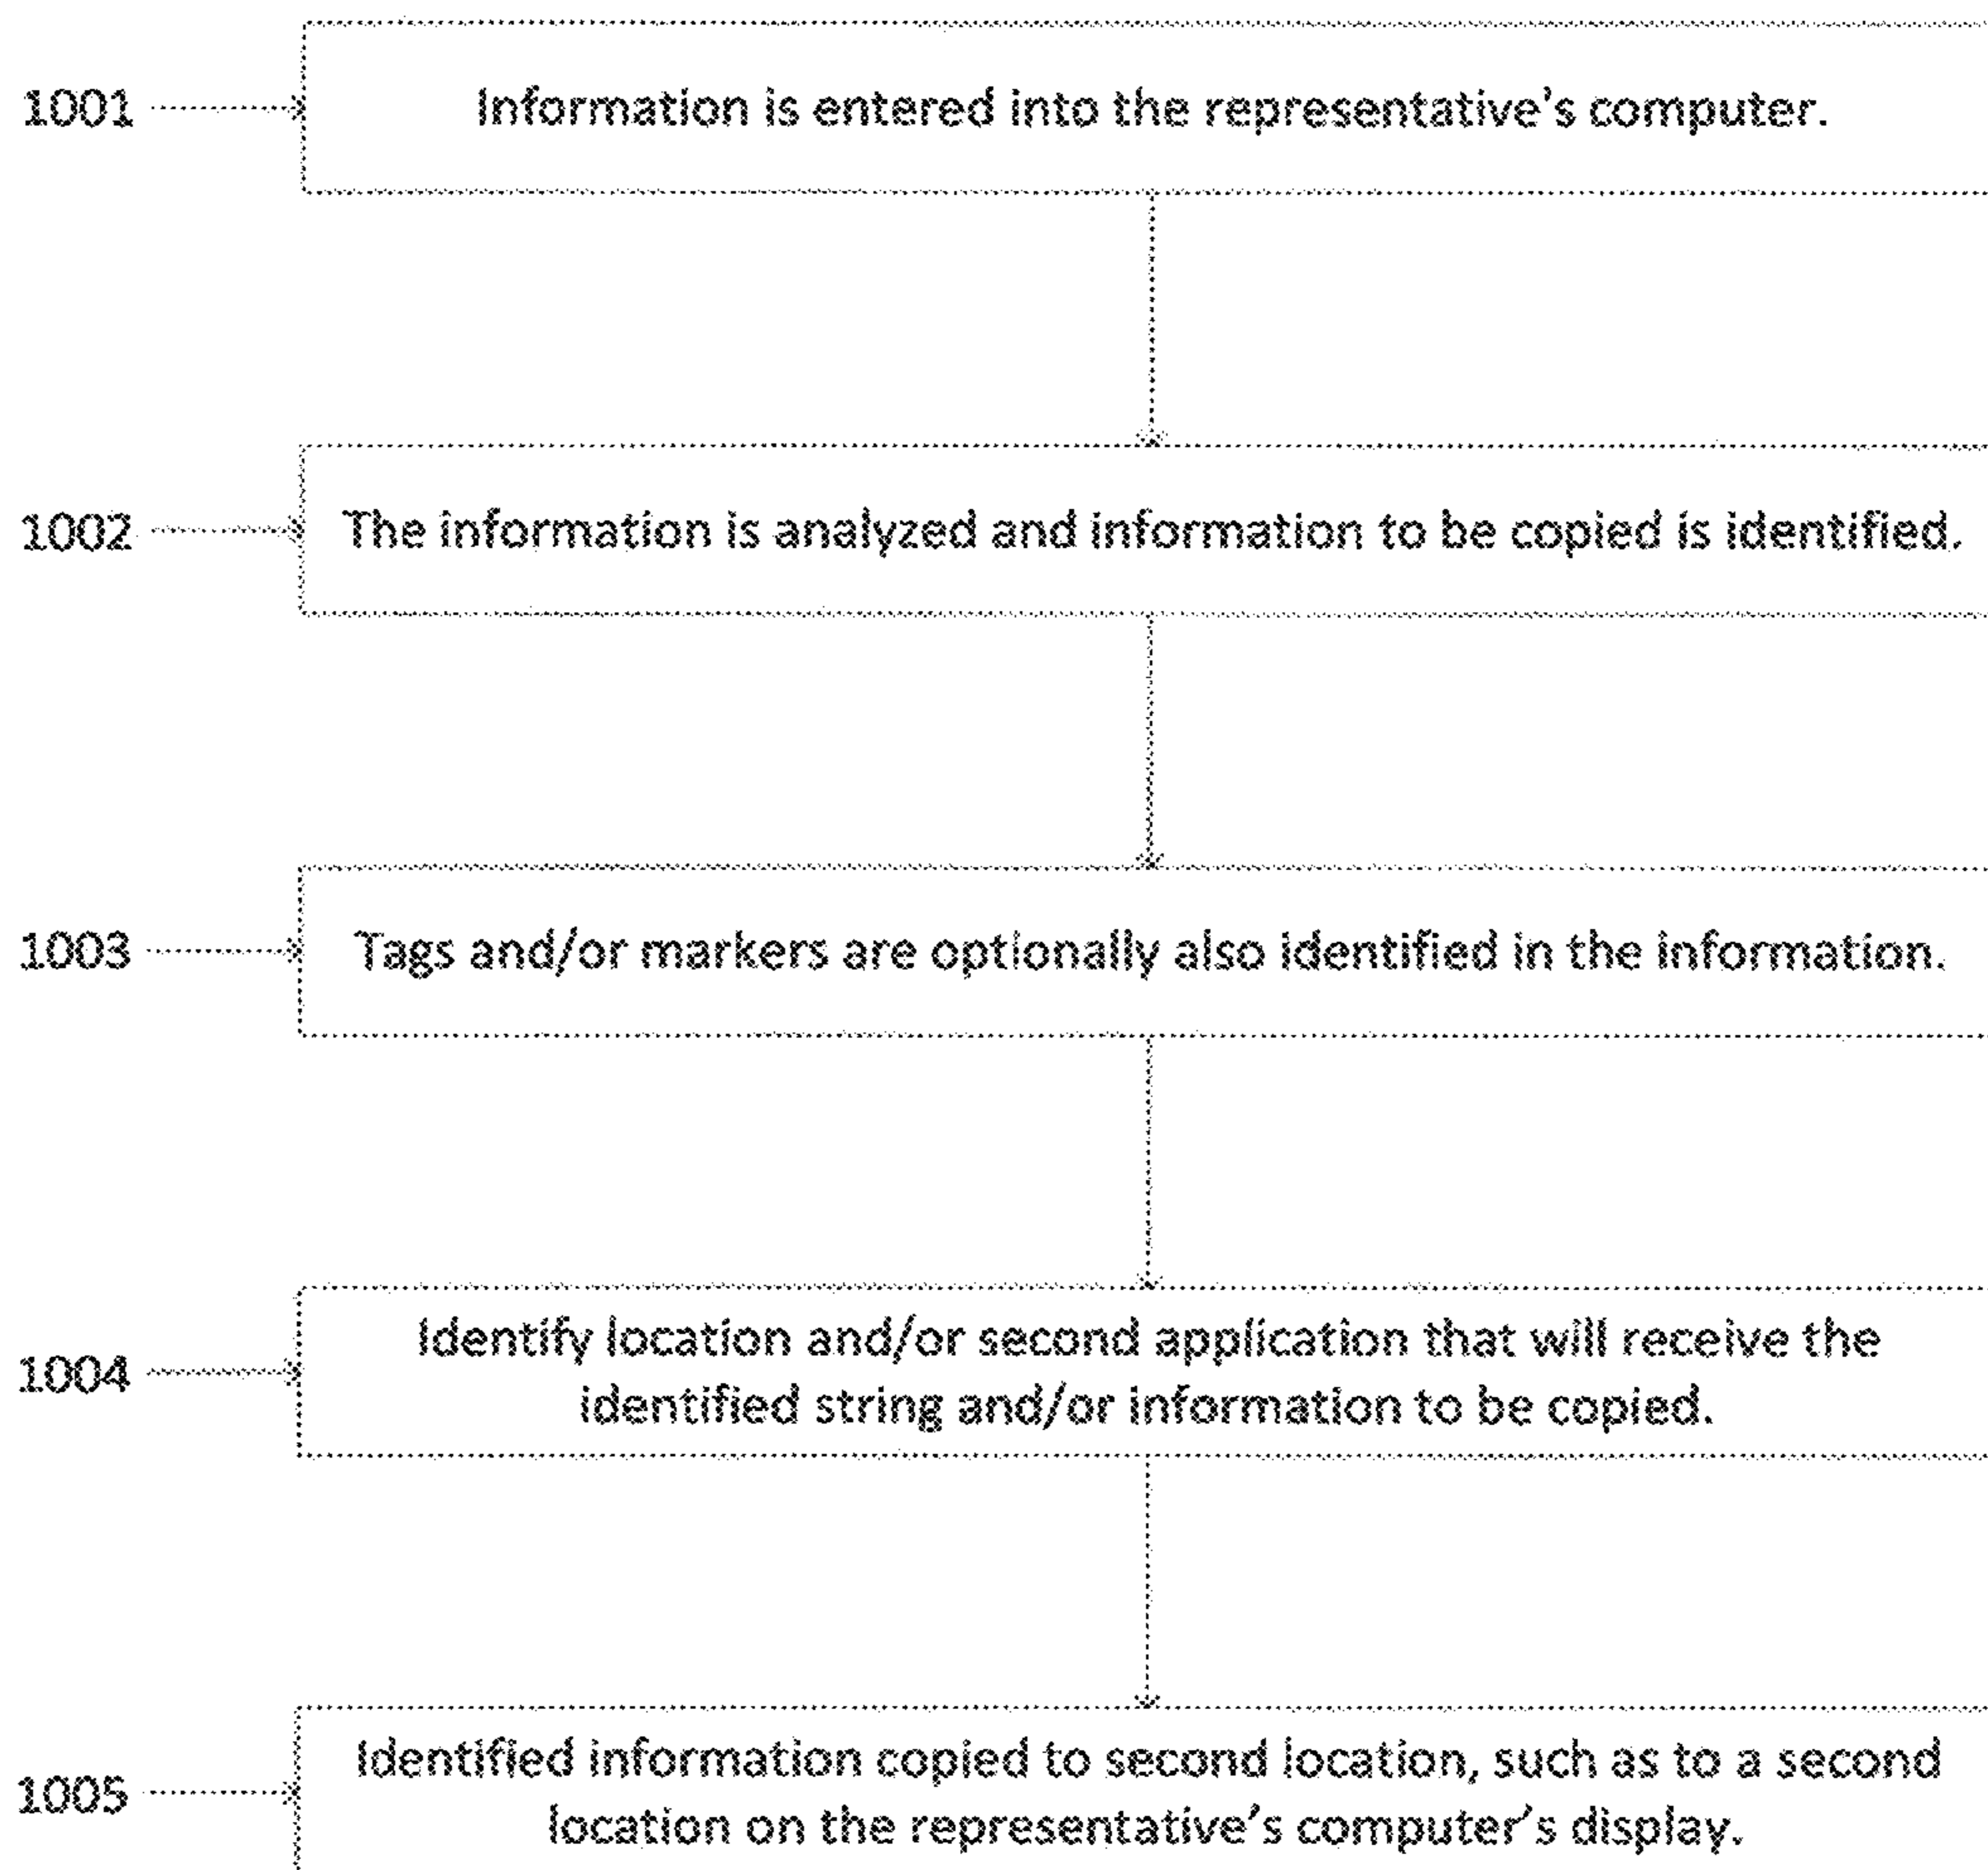 1001
Information is entered into the representative's computer.
1002
The information is analyzed and information to be copied is identified.
1003
Tags and/or markers are optionally also identified in the information.
1004
Identify location and/or second application that will receive the
identified string and/or information to be copied.
1005
Identified information copied to second location, such as to a second
location on the representative's computer's display.